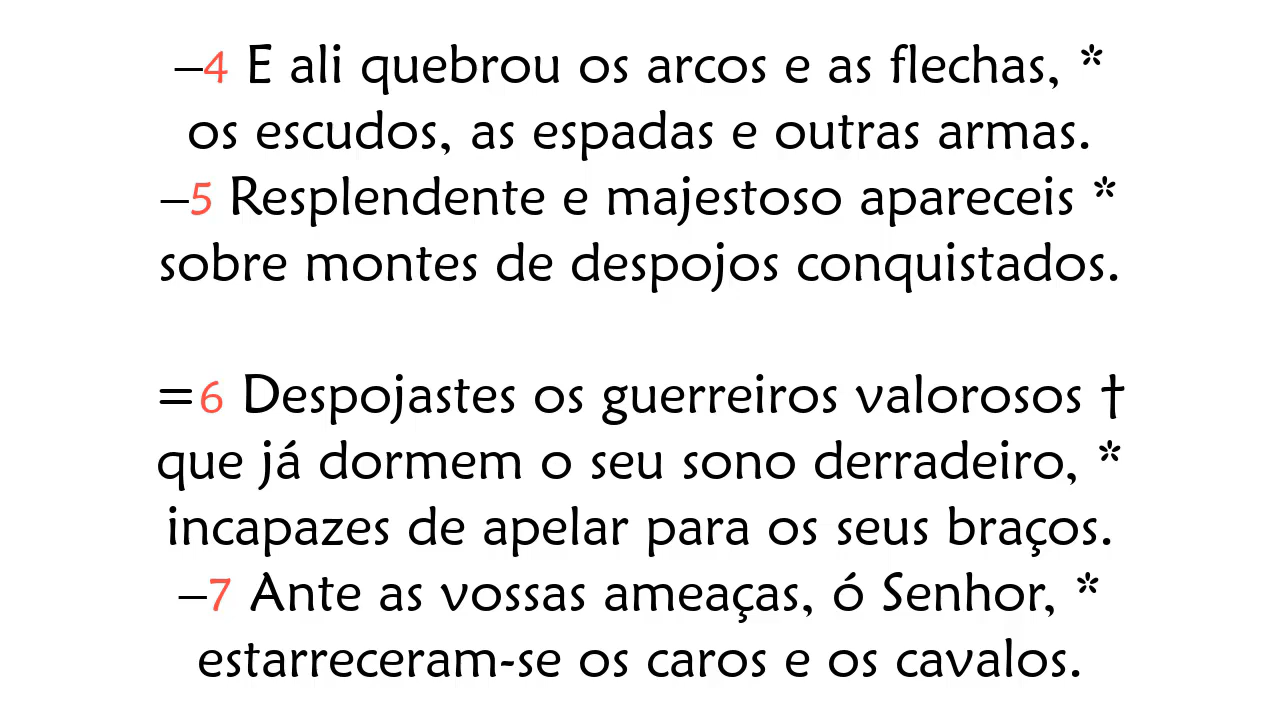 –4 E ali quebrou os arcos e as flechas, *
os escudos, as espadas e outras armas.
–5 Resplendente e majestoso apareceis *
sobre montes de despojos conquistados.
=6 Despojastes os guerreiros valorosos †
que já dormem o seu sono derradeiro, *
incapazes de apelar para os seus braços.
–7 Ante as vossas ameaças, ó Senhor, *
estarreceram-se os caros e os cavalos.